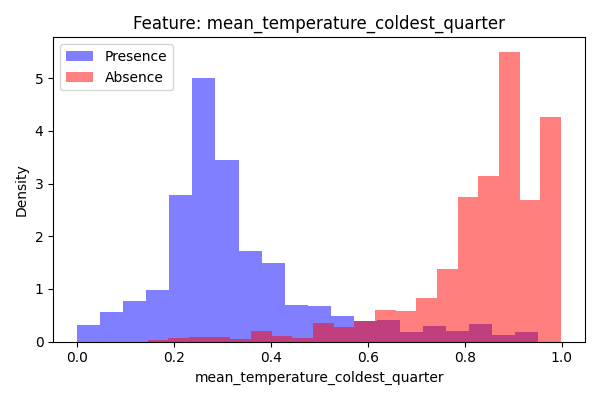 Feature: mean_temperature_coldest_quarter
Presence
Absence
Density
5
4
3
2
1
0
0.0 0.2 0.4 0.6 0.8 1.0
mean_temperature_coldest_quarter